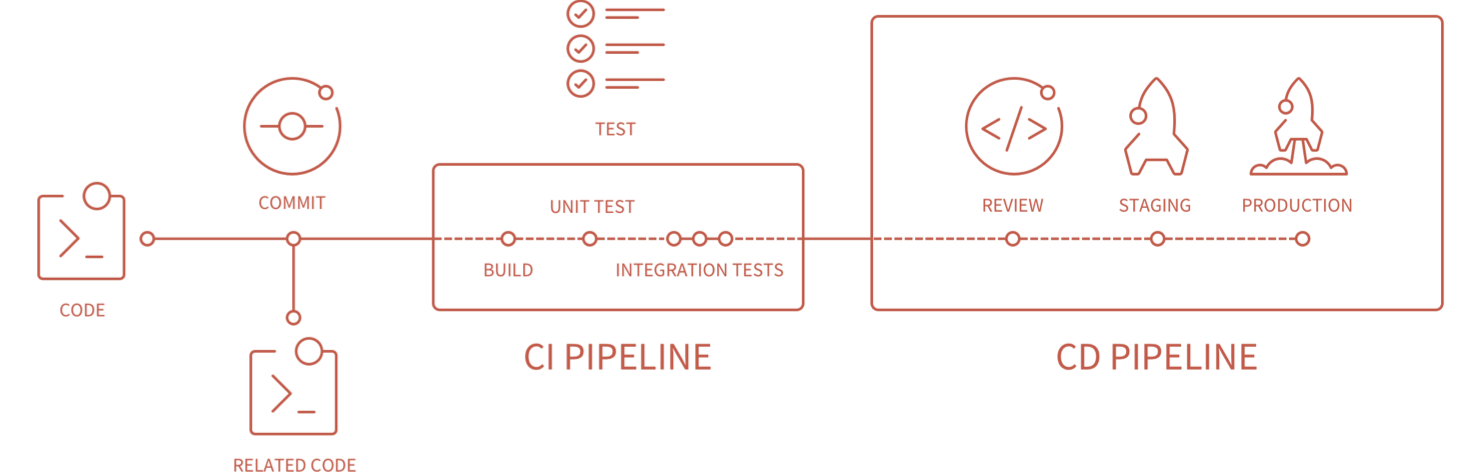 TEST
COMMIT
CODE
RELATED CODE
UNIT TEST
BUILD
INTEGRATION TESTS
CI PIPELINE
REVIEW
STAGING
PRODUCTION
CD PIPELINE